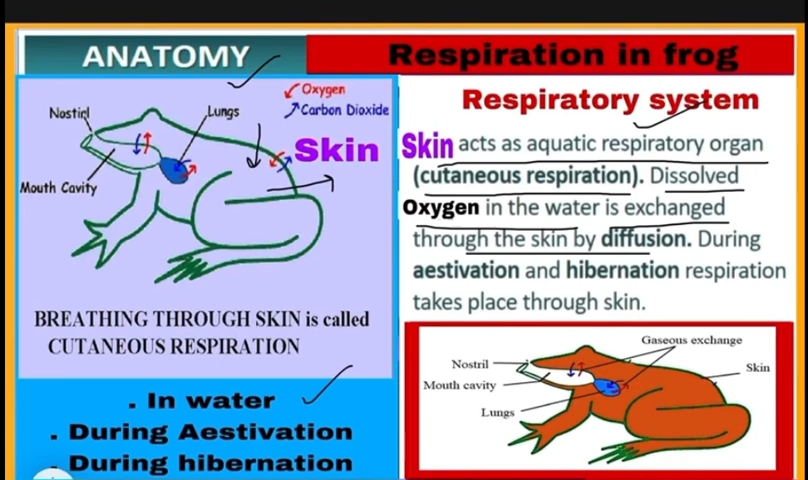 ANATOMY
Respiration in frog
Oxygen
Carbon Dioxide
Nostirl
Lungs
Skin
Mouth Cavity
BREATHING THROUGH SKIN is called
CUTANEOUS RESPIRATION
. In water
. During Aestivation
. During hibernation
Respiratory system
Skin acts as aquatic respiratory organ
(cutaneous respiration). Dissolved
Oxygen in the water is exchanged
through the skin by diffusion. During
aestivation and hibernation respiration
takes place through skin.
Gaseous exchange
Nostril
Skin
Mouth cavity
Lungs